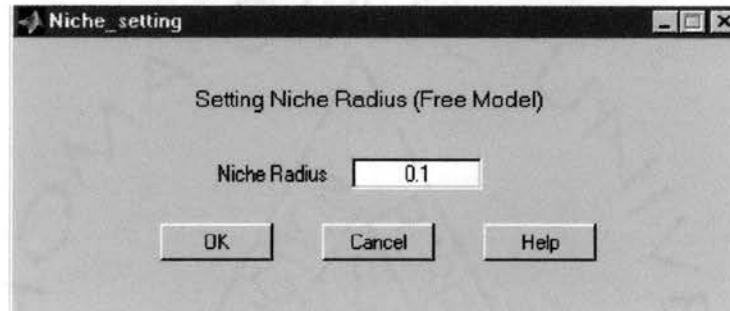 Niche_setting
Setting Niche Radius (Free Model)
Niche Radius 0.1
OK Cancel Help